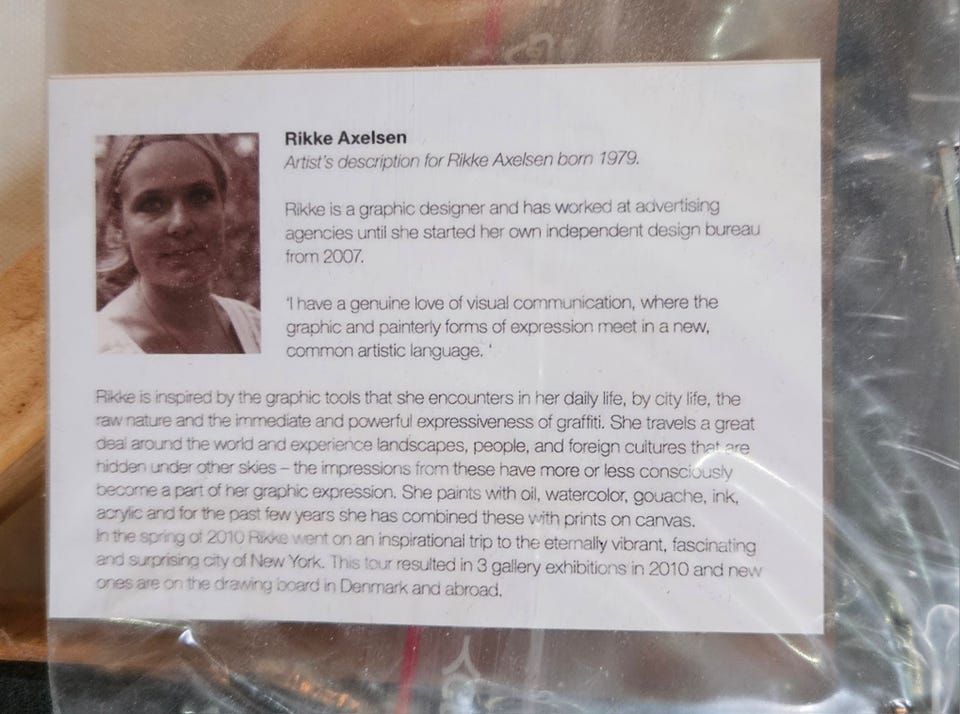 Rikke Axelsen
Artist's description for Rikke Axelsen born 1979.
Rikke is a graphic designer and has worked at advertising
agencies until she started her own independent design bureau
from 2007.
'I have a genuine love of visual communication, where the
graphic and painterly forms of expression meet in a new,
common artistic language. '
Rikke is inspired by the graphic tools that she encounters in her daily life, by city life, the
raw nature and the immediate and powerful expressiveness of graffiti. She travels a great
deal around the world and experience landscapes, people, and foreign cultures that are
hidden under other skies – the impressions from these have more or less consciously
become a part of her graphic expression. She paints with oil, watercolor, gouache, ink,
acrylic and for the past few years she has combined these with prints on canvas.
In the spring of 2010 Rikke went on an inspirational trip to the eternally vibrant, fascinating
and surprising city of New York. This tour resulted in 3 gallery exhibitions in 2010 and new
ones are on the drawing board in Denmark and abroad.